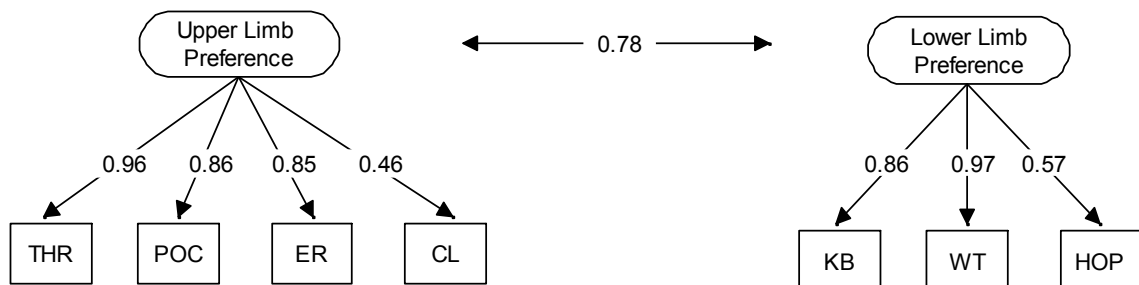 Upper Limb
Preference
0.78
Lower Limb
Preference
0.96
0.86
0.85
0.46
0.86
0.97
0.57
THR
POC
ER
CL
KB
WT
HOP